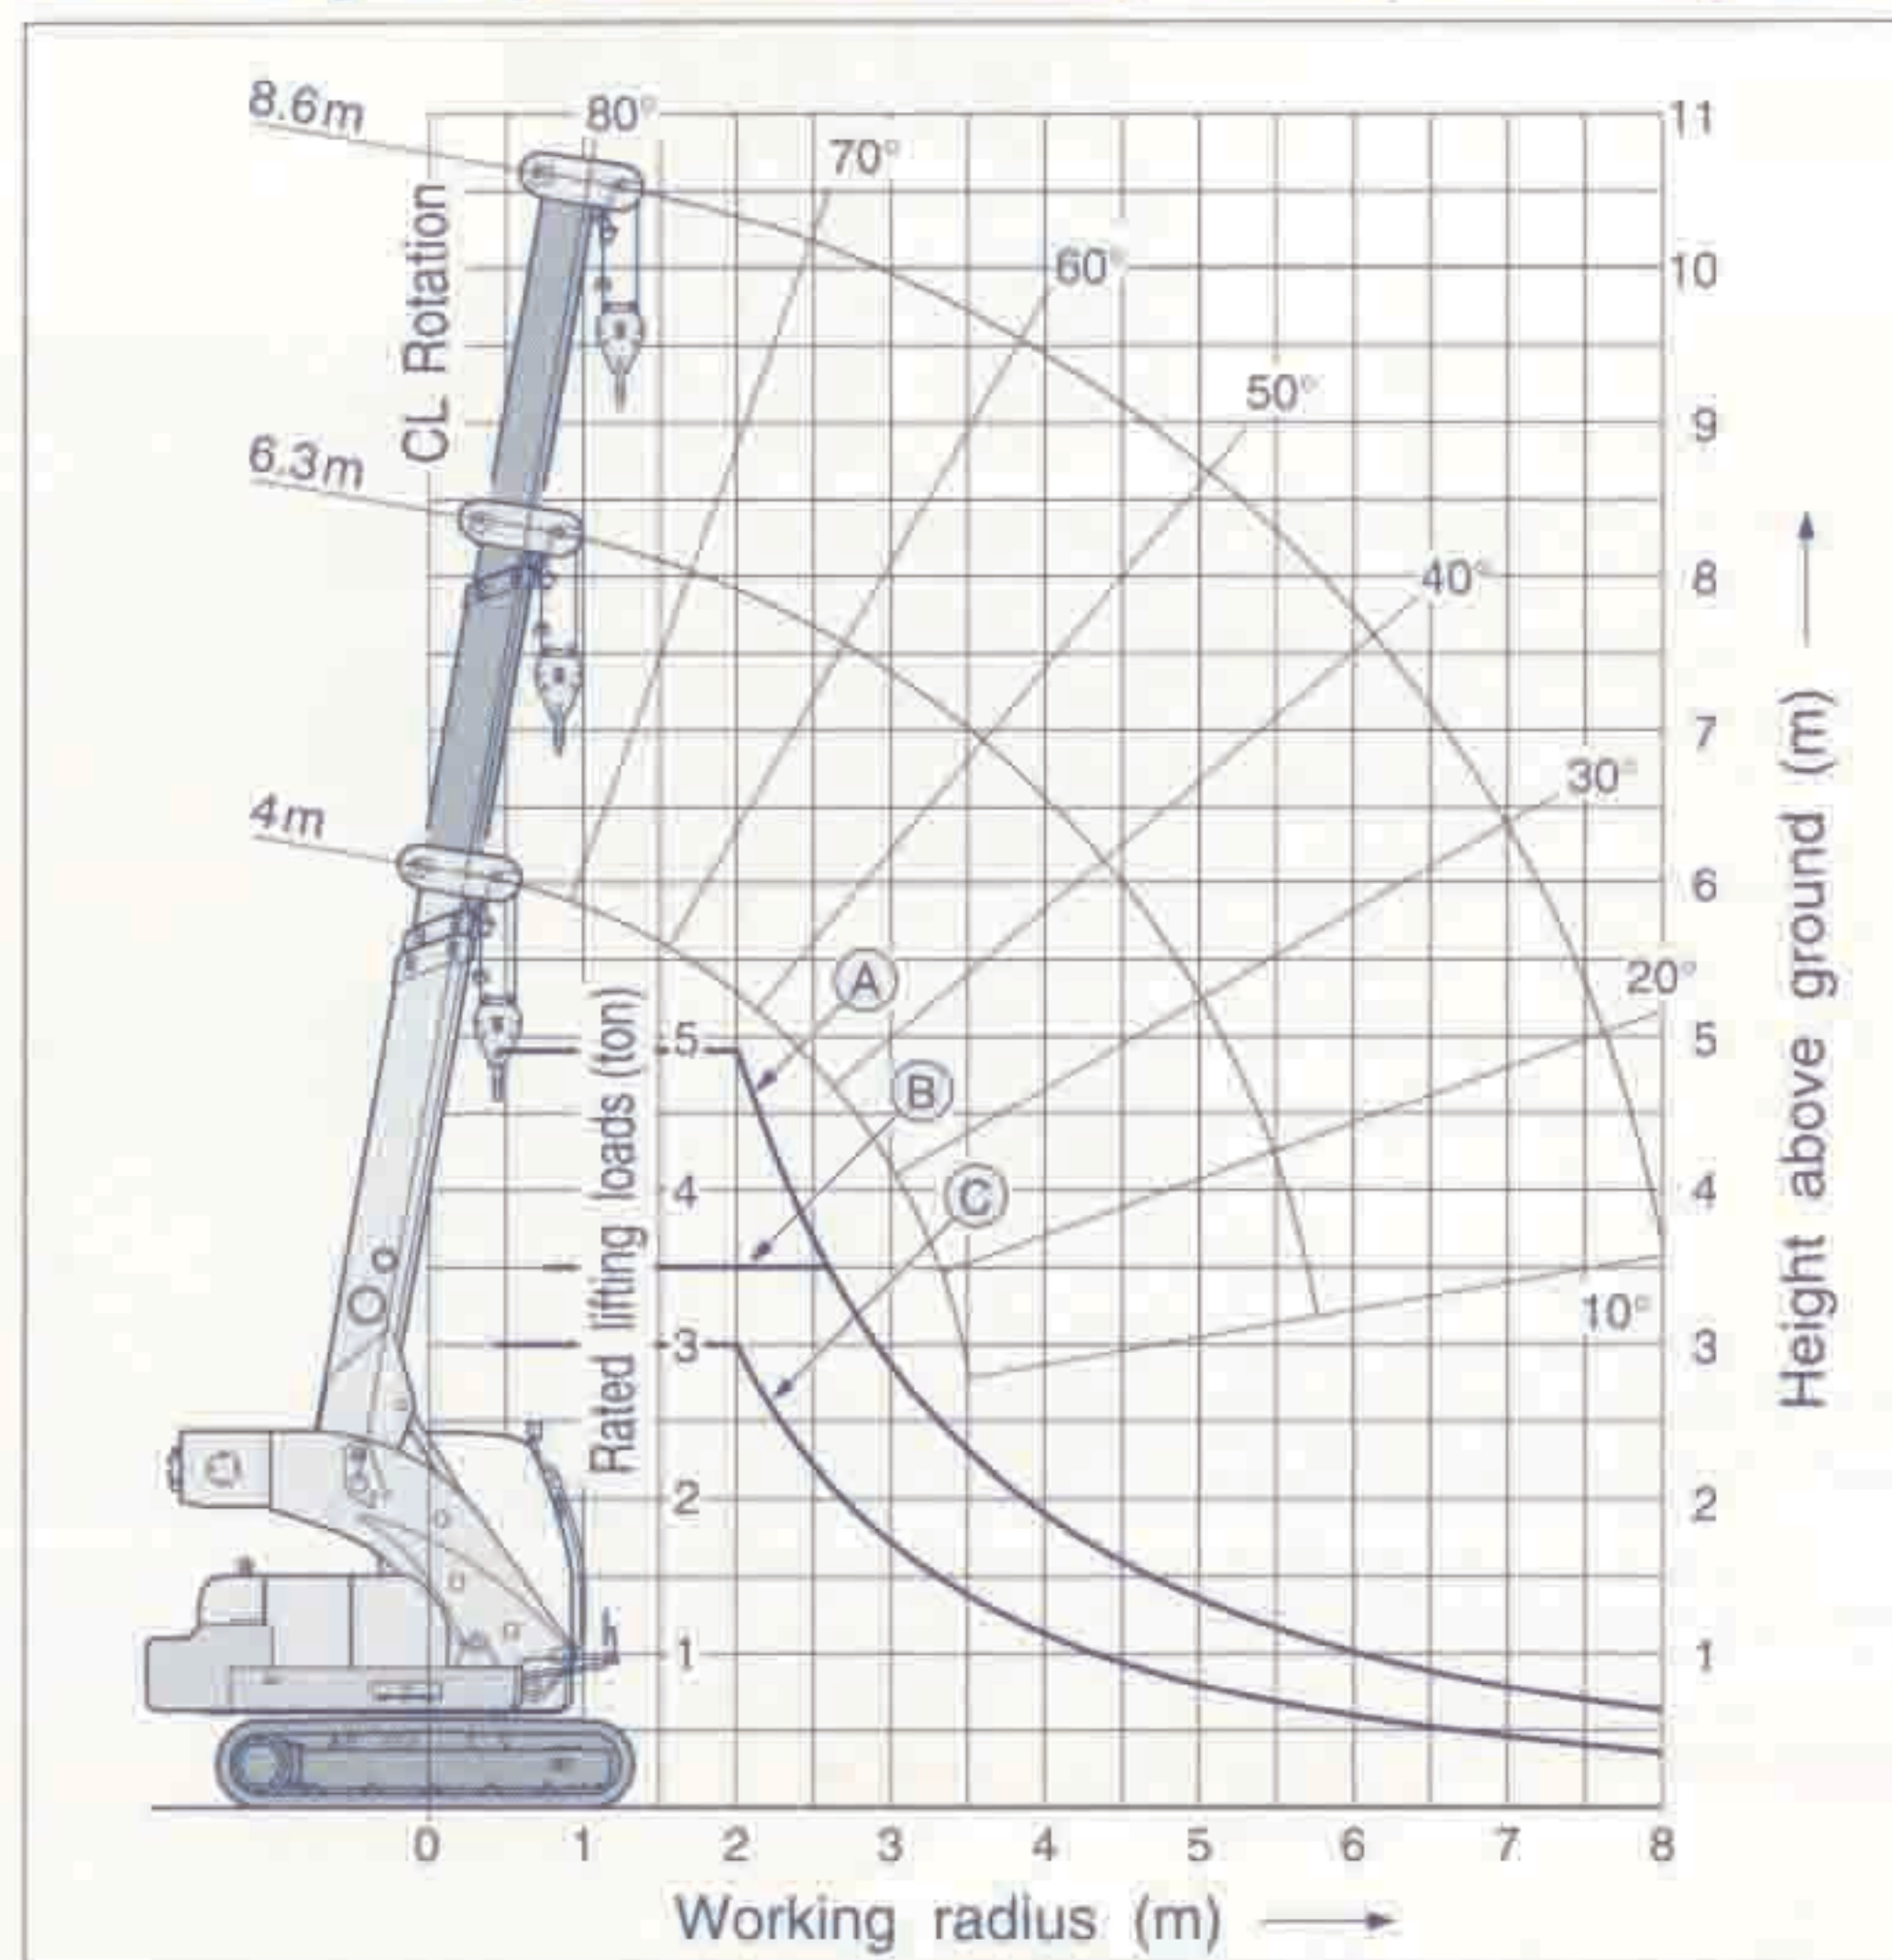 8.6m
80°
11
70°
CL Rotation
60°
10
50°
9
6.3m
40°
8
7
30°
4m
6
20°
A
5
5
B
Rated lifting loads (ton)
4
C
4
10°
3
3
Height above ground (m)
2
2
1
1
0 1 2 3 4 5 6 7 8
Working radius (m)